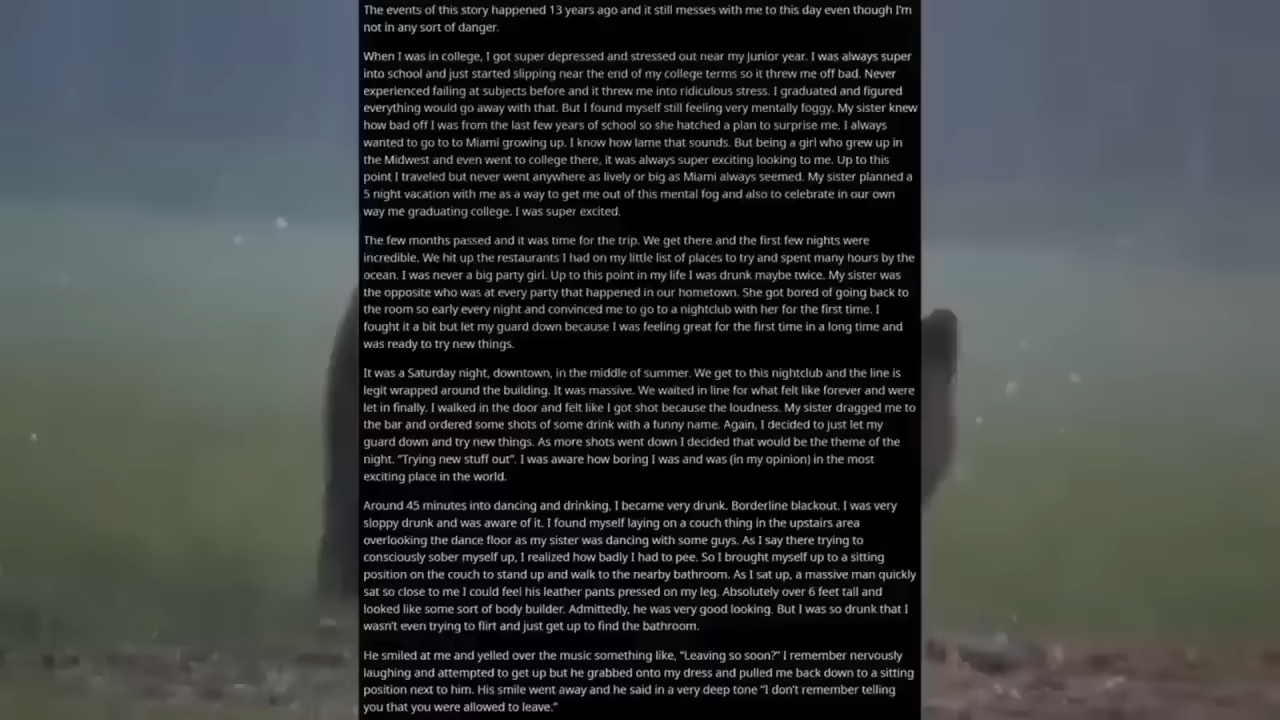 The events of this story happened 13 years ago and it still messes with me to this day even though I'm
not in any sort of danger.
When I was in college, I got super depressed and stressed out near my Junior year. I was always super
into school and just started slipping near the end of my college terms so it threw me off bad. Never
experienced failing at subjects before and it threw me into ridiculous stress. I graduated and figured
everything would go away with that. But I found myself still feeling very mentally foggy. My sister knew
how bad off I was from the last few years of school so she hatched a plan to surprise me. I always
wanted to go to to Miami growing up. I know how lame that sounds. But being a girl who grew up in
the Midwest and even went to college there, it was always super exciting looking to me. Up to this
point I traveled but never went anywhere as lively or big as Miami always seemed. My sister planned a
5 night vacation with me as a way to get me out of this mental fog and also to celebrate in our own
way me graduating college. I was super excited.
The few months passed and it was time for the trip. We get there and the first few nights were
incredible. We hit up the restaurants I had on my little list of places to try and spent many hours by the
ocean. I was never a big party girl. Up to this point in my life I was drunk maybe twice. My sister was
the opposite who was at every party that happened in our hometown. She got bored of going back to
the room so early every night and convinced me to go to a nightclub with her for the first time. I
fought it a bit but let my guard down because I was feeling great for the first time in a long time and
was ready to try new things.
It was a Saturday night, downtown, in the middle of summer. We get to this nightclub and the line is
legit wrapped around the building. It was massive. We waited in line for what felt like forever and were
let in finally. I walked in the door and felt like I got shot because the loudness. My sister dragged me to
the bar and ordered some shots of some drink with a funny name. Again, I decided to just let my
guard down and try new things. As more shots went down I decided that would be the theme of the
night. "Trying new stuff out". I was aware how boring I was and was (in my opinion) in the most
exciting place in the world.
Around 45 minutes into dancing and drinking, I became very drunk. Borderline blackout. I was very
sloppy drunk and was aware of it. I found myself laying on a couch thing in the upstairs area
overlooking the dance floor as my sister was dancing with some guys. As I say there trying to
consciously sober myself up, I realized how badly I had to pee. So I brought myself up to a sitting
position on the couch to stand up and walk to the nearby bathroom. As I sat up, a massive man quickly
sat so close to me I could feel his leather pants pressed on my leg. Absolutely over 6 feet tall and
looked like some sort of body builder. Admittedly, he was very good looking. But I was so drunk that I
wasn't even trying to flirt and just get up to find the bathroom.
He smiled at me and yelled over the music something like, "Leaving so soon?" I remember nervously
laughing and attempted to get up but he grabbed onto my dress and pulled me back down to a sitting
position next to him. His smile went away and he said in a very deep tone "I don't remember telling
you that you were allowed to leave."